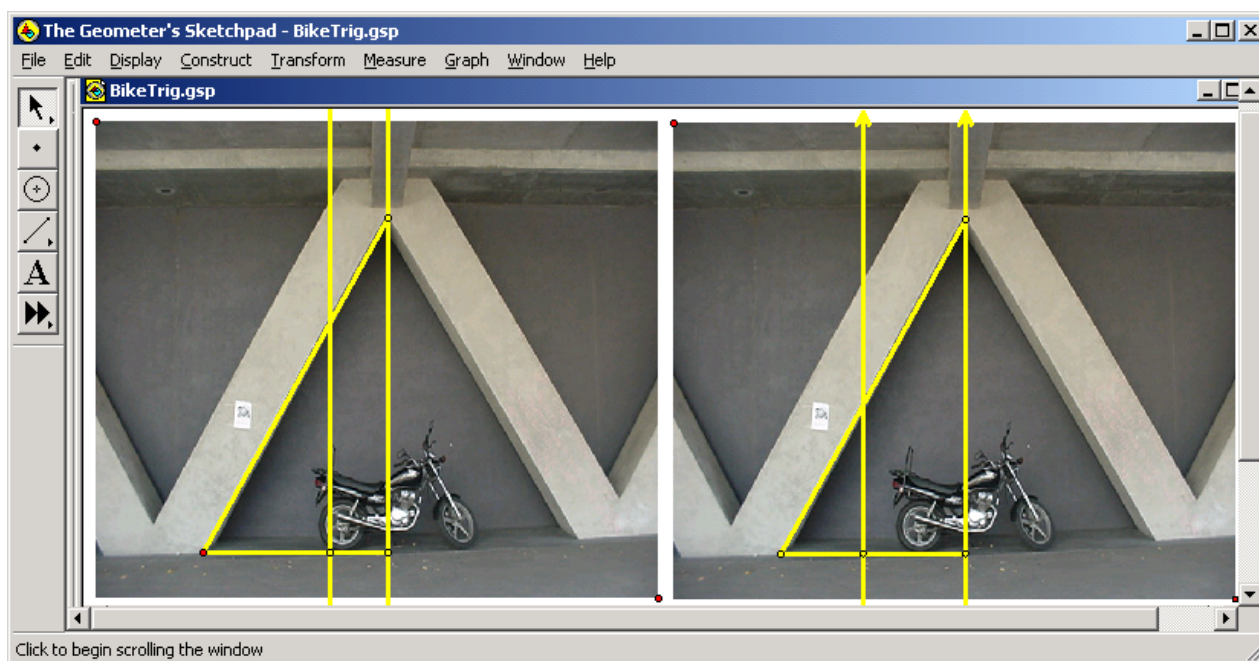 The Geometer's Sketchpad - BikeTrig.gsp
File Edit Display Construct Transform Measure Graph Window Help
BikeTrig.gsp
A
Click to begin scrolling the window